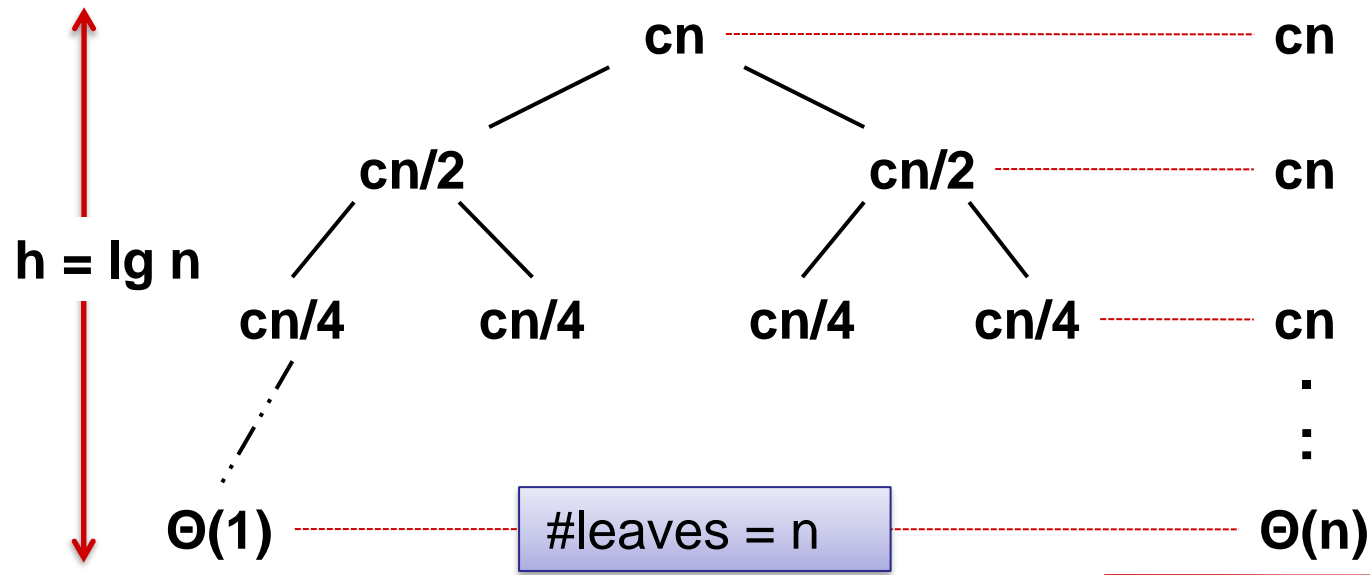 cn cn
cn/2 cn/2 cn
h = lg n
cn/4 cn/4 cn/4 cn/4 cn
Θ(1) #leaves = n Θ(n)